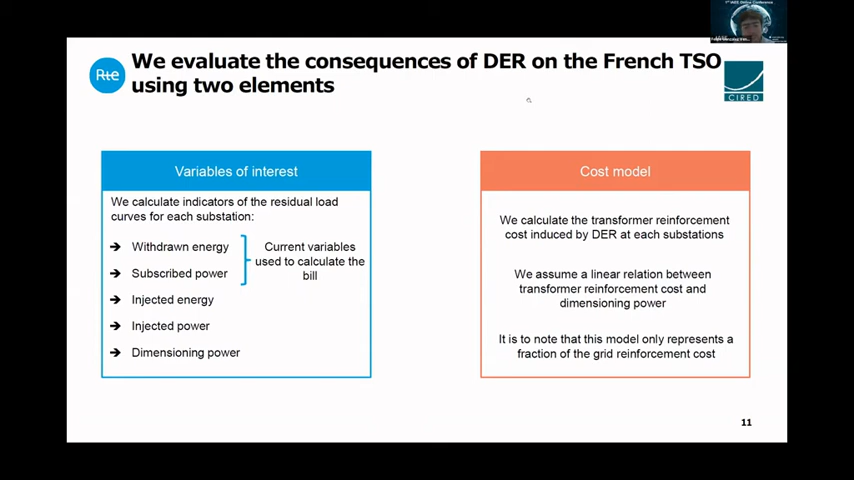 1st IAEE Online Conference
Rte
We evaluate the consequences of DER on the French TSO
using two elements
CIRED
Variables of interest
We calculate indicators of the residual load
curves for each substation:
➔ Withdrawn energy
➔ Subscribed power
Current variables
used to calculate the
bill
➔ Injected energy
➔ Injected power
➔ Dimensioning power
Cost model
We calculate the transformer reinforcement
cost induced by DER at each substations
We assume a linear relation between
transformer reinforcement cost and
dimensioning power
It is to note that this model only represents a
fraction of the grid reinforcement cost
11